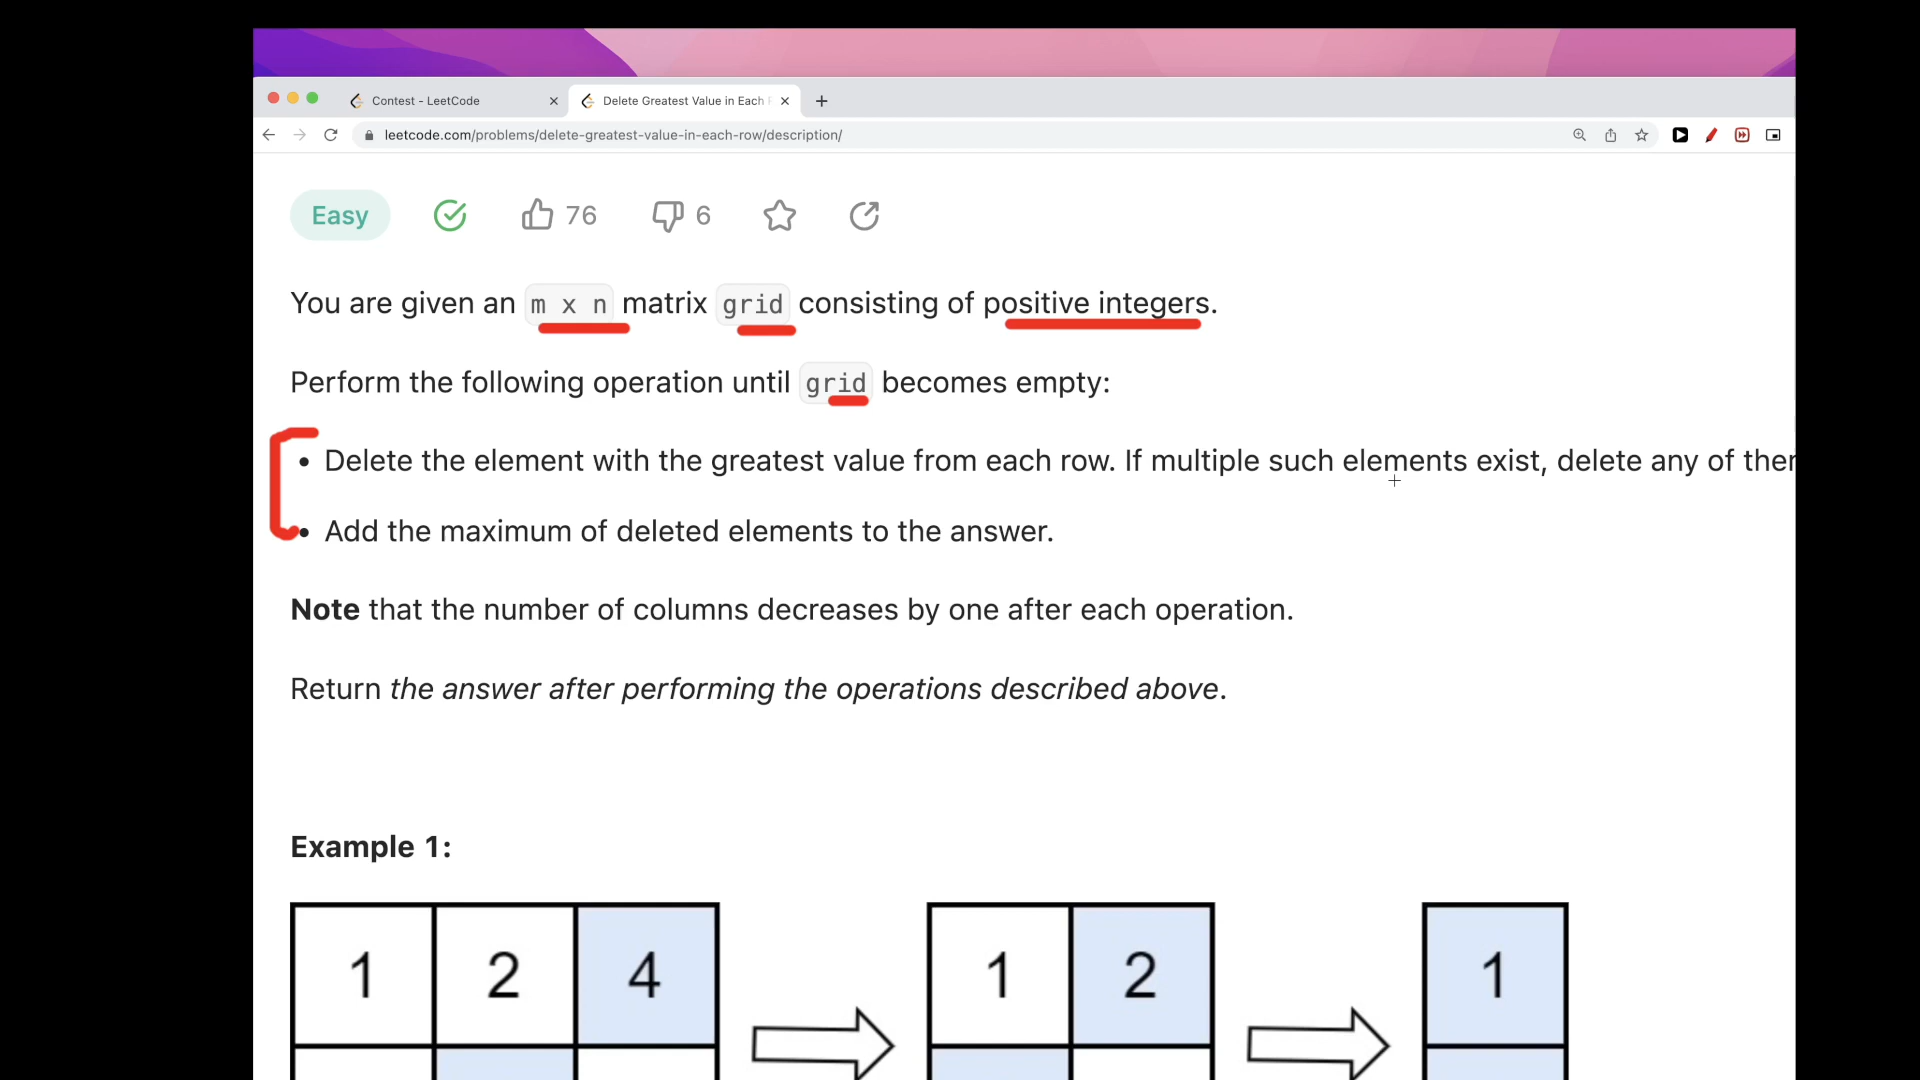 Contest - LeetCode
Delete Greatest Value in Each
leetcode.com/problems/delete-greatest-value-in-each-row/description/
Easy 76 6
You are given an m x n matrix grid consisting of positive integers.
Perform the following operation until grid becomes empty:
• Delete the element with the greatest value from each row. If multiple such elements exist, delete any of
• Add the maximum of deleted elements to the answer.
Note that the number of columns decreases by one after each operation.
Return the answer after performing the operations described above.
Example 1:
1 2 4 1 2 1